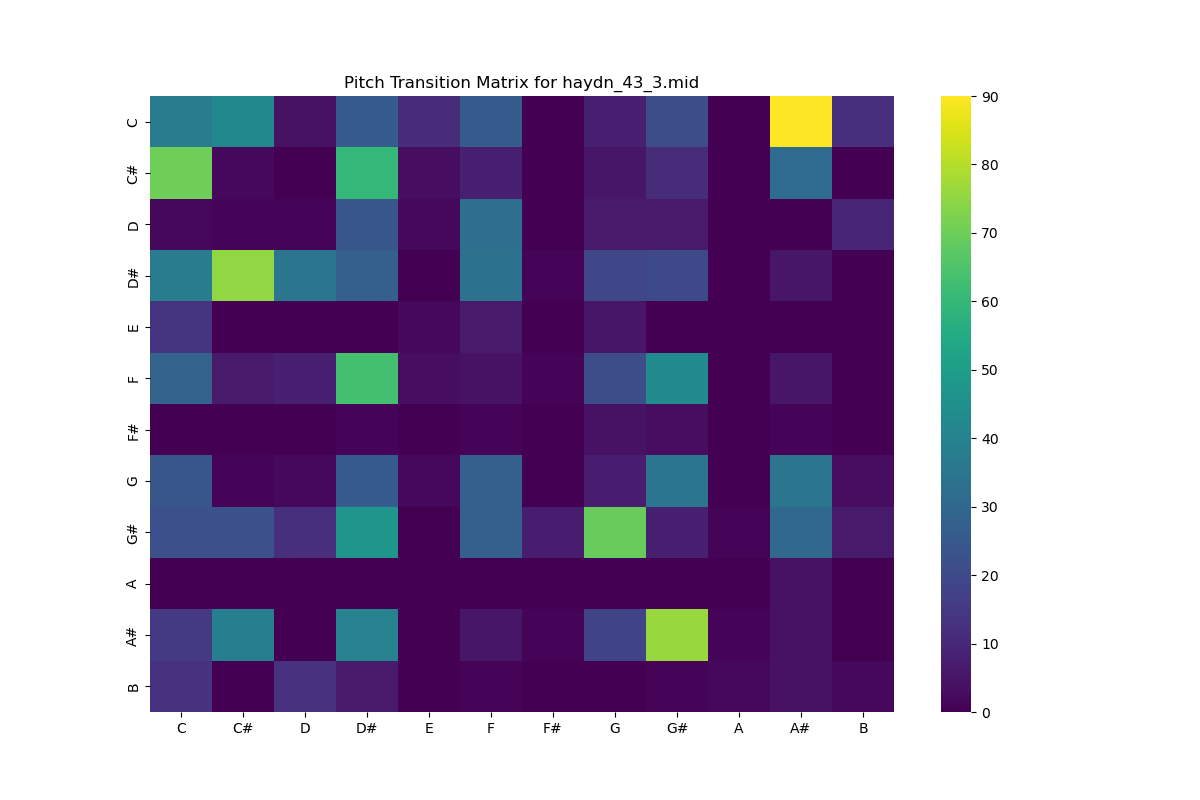 Pitch Transition Matrix for haydn_43_3.mid
C
C#
D
D#
E
F
F#
G
G#
A
A#
B
C C# D D# E F F# G G# A A# B
90
80
70
60
50
40
30
20
10
0